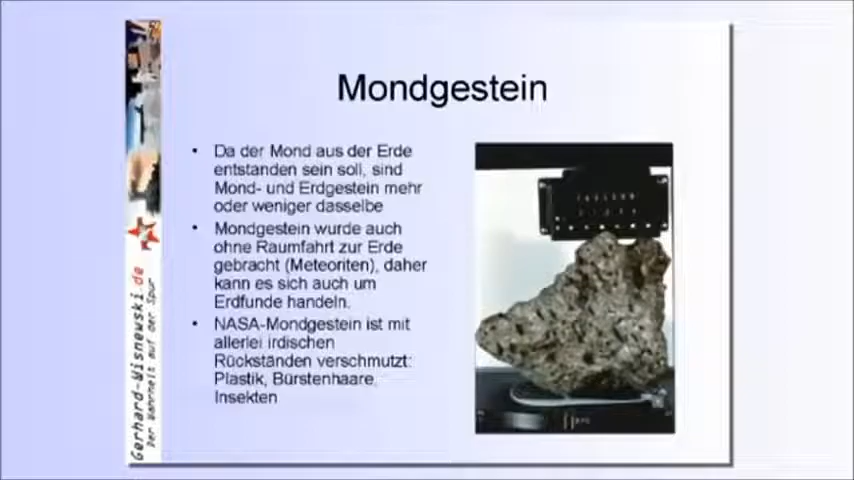 Mondgestein
• Da der Mond aus der Erde
entstanden sein soll, sind
Mond- und Erdgestein mehr
oder weniger dasselbe
• Mondgestein wurde auch
ohne Raumfahrt zur Erde
gebracht (Meteoriten), daher
kann es sich auch um
Erdfunde handeln.
• NASA-Mondgestein ist mit
allerlei irdischen
Rückständen verschmutzt:
Plastik, Bürstenhaare,
Insekten
Gerhard-Wisnewski.de
Der Wahrheit auf der Spur